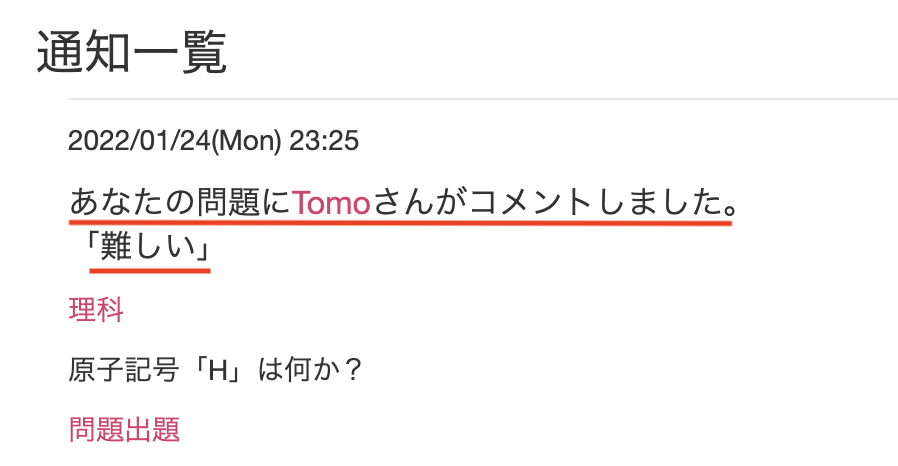 通知一覧
2022/01/24(Mon) 23:25
あなたの問題にTomoさんがコメントしました。
「難しい」
理科
原子記号「H」は何か？
問題出題